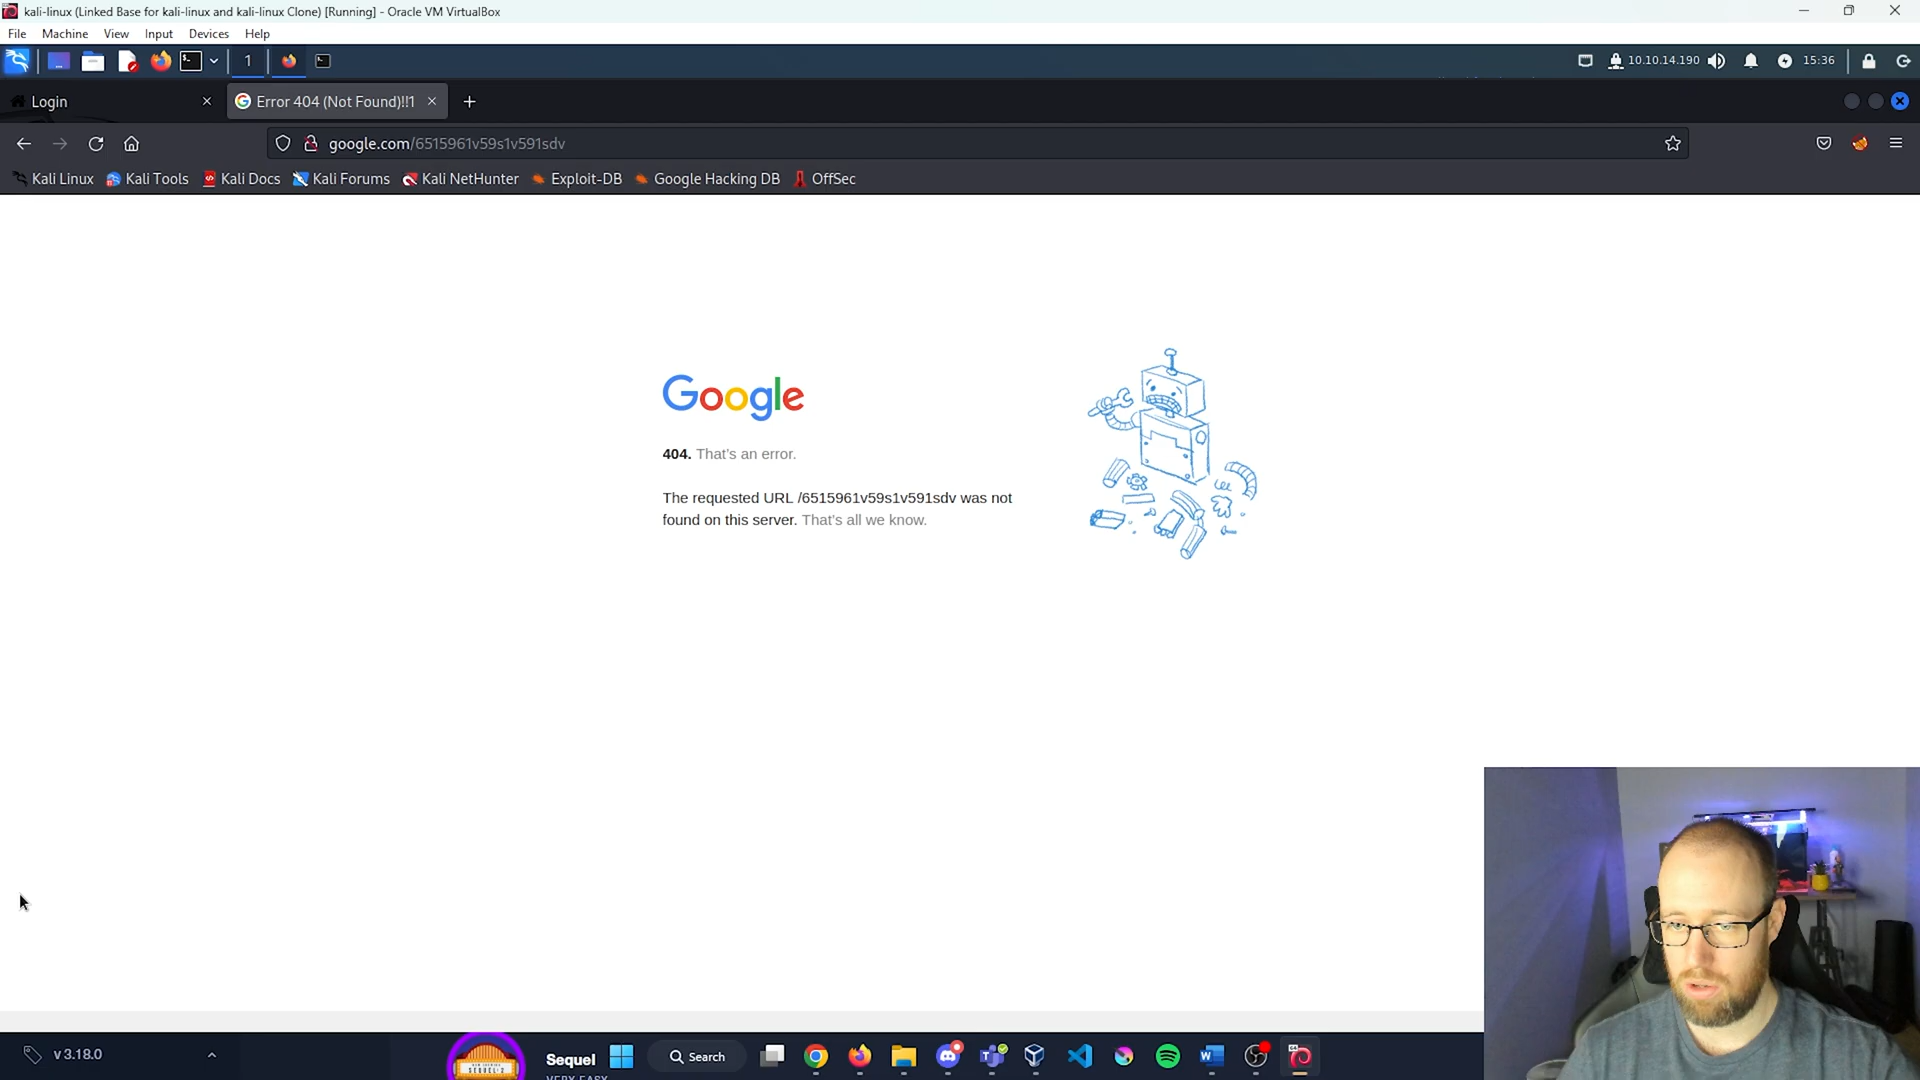 kali-linux (Linked Base for kali-linux and kali-linux Clone) [Running] - Oracle VM VirtualBox
File Machine View Input Devices Help
1 10.10.14.190 15:36
Login Error 404 (Not Found)!!1
google.com/6515961v59s1v591sdv
Kali Linux Kali Tools Kali Docs Kali Forums Kali NetHunter Exploit-DB Google Hacking DB OffSec
Google
404. That's an error.
The requested URL /6515961v59s1v591sdv was not
found on this server. That's all we know.
v 3.18.0 Sequel Search
VERY EASY